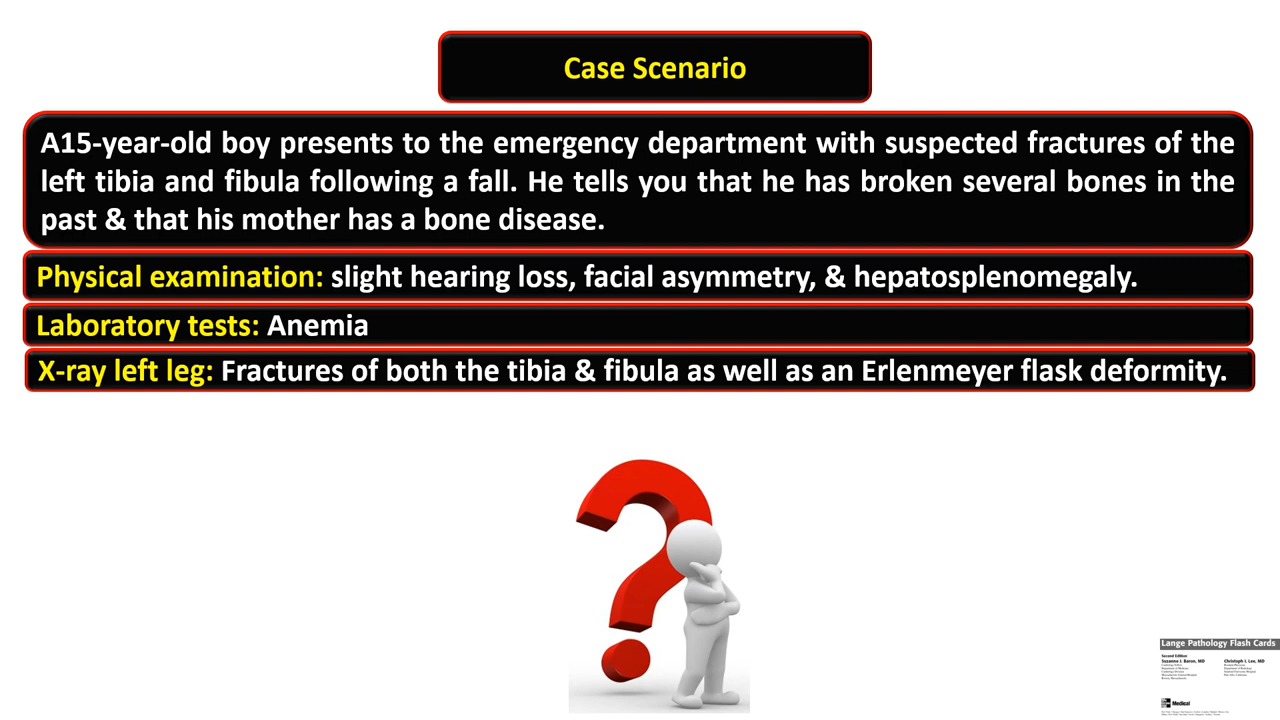 Case Scenario
A15-year-old boy presents to the emergency department with suspected fractures of the
left tibia and fibula following a fall. He tells you that he has broken several bones in the
past & that his mother has a bone disease.
Physical examination: slight hearing loss, facial asymmetry, & hepatosplenomegaly.
Laboratory tests: Anemia
X-ray left leg: Fractures of both the tibia & fibula as well as an Erlenmeyer flask deformity.
Lange Pathology Flash Cards
Second Edition
Suzanne J. Baron, MD Christoph I. Lee, MD
Medical